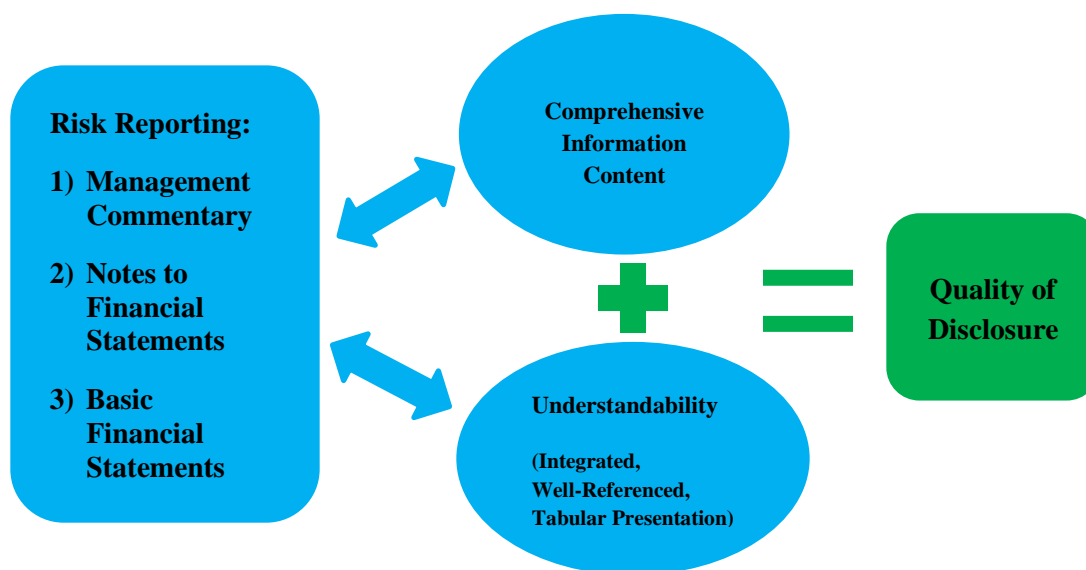 Risk Reporting:
1) Management
Commentary
2) Notes to
Financial
Statements
3) Basic
Financial
Statements
Comprehensive
Information
Content
Understandability
(Integrated,
Well-Referenced,
Tabular Presentation)
Quality of
Disclosure